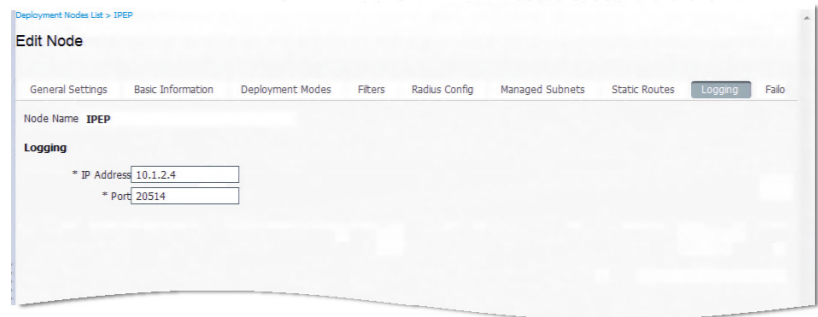 Deployment Nodes List > IPEP
Edit Node
General Settings Basic Information Deployment Modes Filters Radius Config Managed Subnets Static Routes Logging Failo
Node Name IPEP
Logging
* IP Address 10.1.2.4
* Port 20514